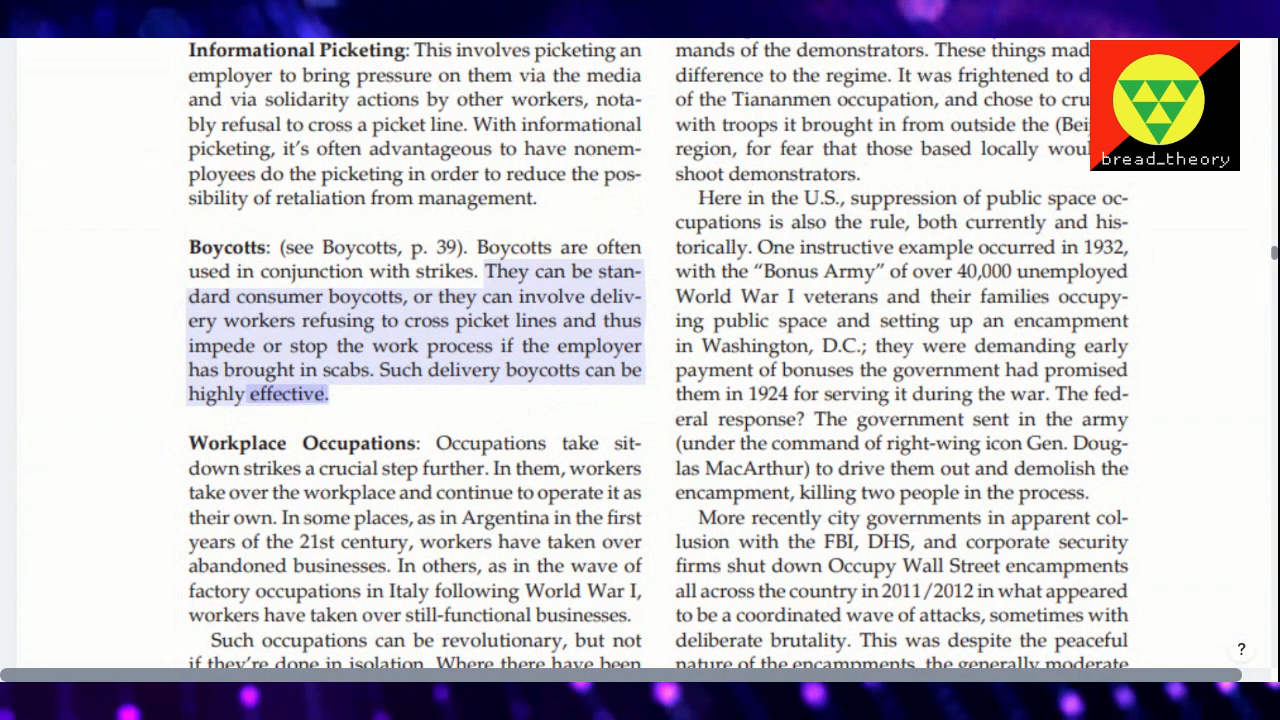 Informational Picketing: This involves picketing an
employer to bring pressure on them via the media
and via solidarity actions by other workers, nota-
bly refusal to cross a picket line. With informational
picketing, it's often advantageous to have nonem-
ployees do the picketing in order to reduce the pos-
sibility of retaliation from management.
Boycotts: (see Boycotts, p. 39). Boycotts are often
used in conjunction with strikes. They can be stan-
dard consumer boycotts, or they can involve deliv-
ery workers refusing to cross picket lines and thus
impede or stop the work process if the employer
has brought in scabs. Such delivery boycotts can be
highly effective.
Workplace Occupations: Occupations take sit-
down strikes a crucial step further. In them, workers
take over the workplace and continue to operate it as
their own. In some places, as in Argentina in the first
years of the 21st century, workers have taken over
abandoned businesses. In others, as in the wave of
factory occupations in Italy following World War I,
workers have taken over still-functional businesses.
Such occupations can be revolutionary, but not
if they're done in isolation. Where there have been
mands of the demonstrators. These things mad
difference to the regime. It was frightened to d
of the Tiananmen occupation, and chose to cru
with troops it brought in from outside the (Bei
region, for fear that those based locally woul
shoot demonstrators.
Here in the U.S., suppression of public space oc-
cupations is also the rule, both currently and his-
torically. One instructive example occurred in 1932,
with the "Bonus Army" of over 40,000 unemployed
World War I veterans and their families occupy-
ing public space and setting up an encampment
in Washington, D.C.; they were demanding early
payment of bonuses the government had promised
them in 1924 for serving it during the war. The fed-
eral response? The government sent in the army
(under the command of right-wing icon Gen. Doug-
las MacArthur) to drive them out and demolish the
encampment, killing two people in the process.
More recently city governments in apparent col-
lusion with the FBI, DHS, and corporate security
firms shut down Occupy Wall Street encampments
all across the country in 2011/2012 in what appeared
to be a coordinated wave of attacks, sometimes with
deliberate brutality. This was despite the peaceful
nature of the encampments, the generally moderate
bread_theory
?